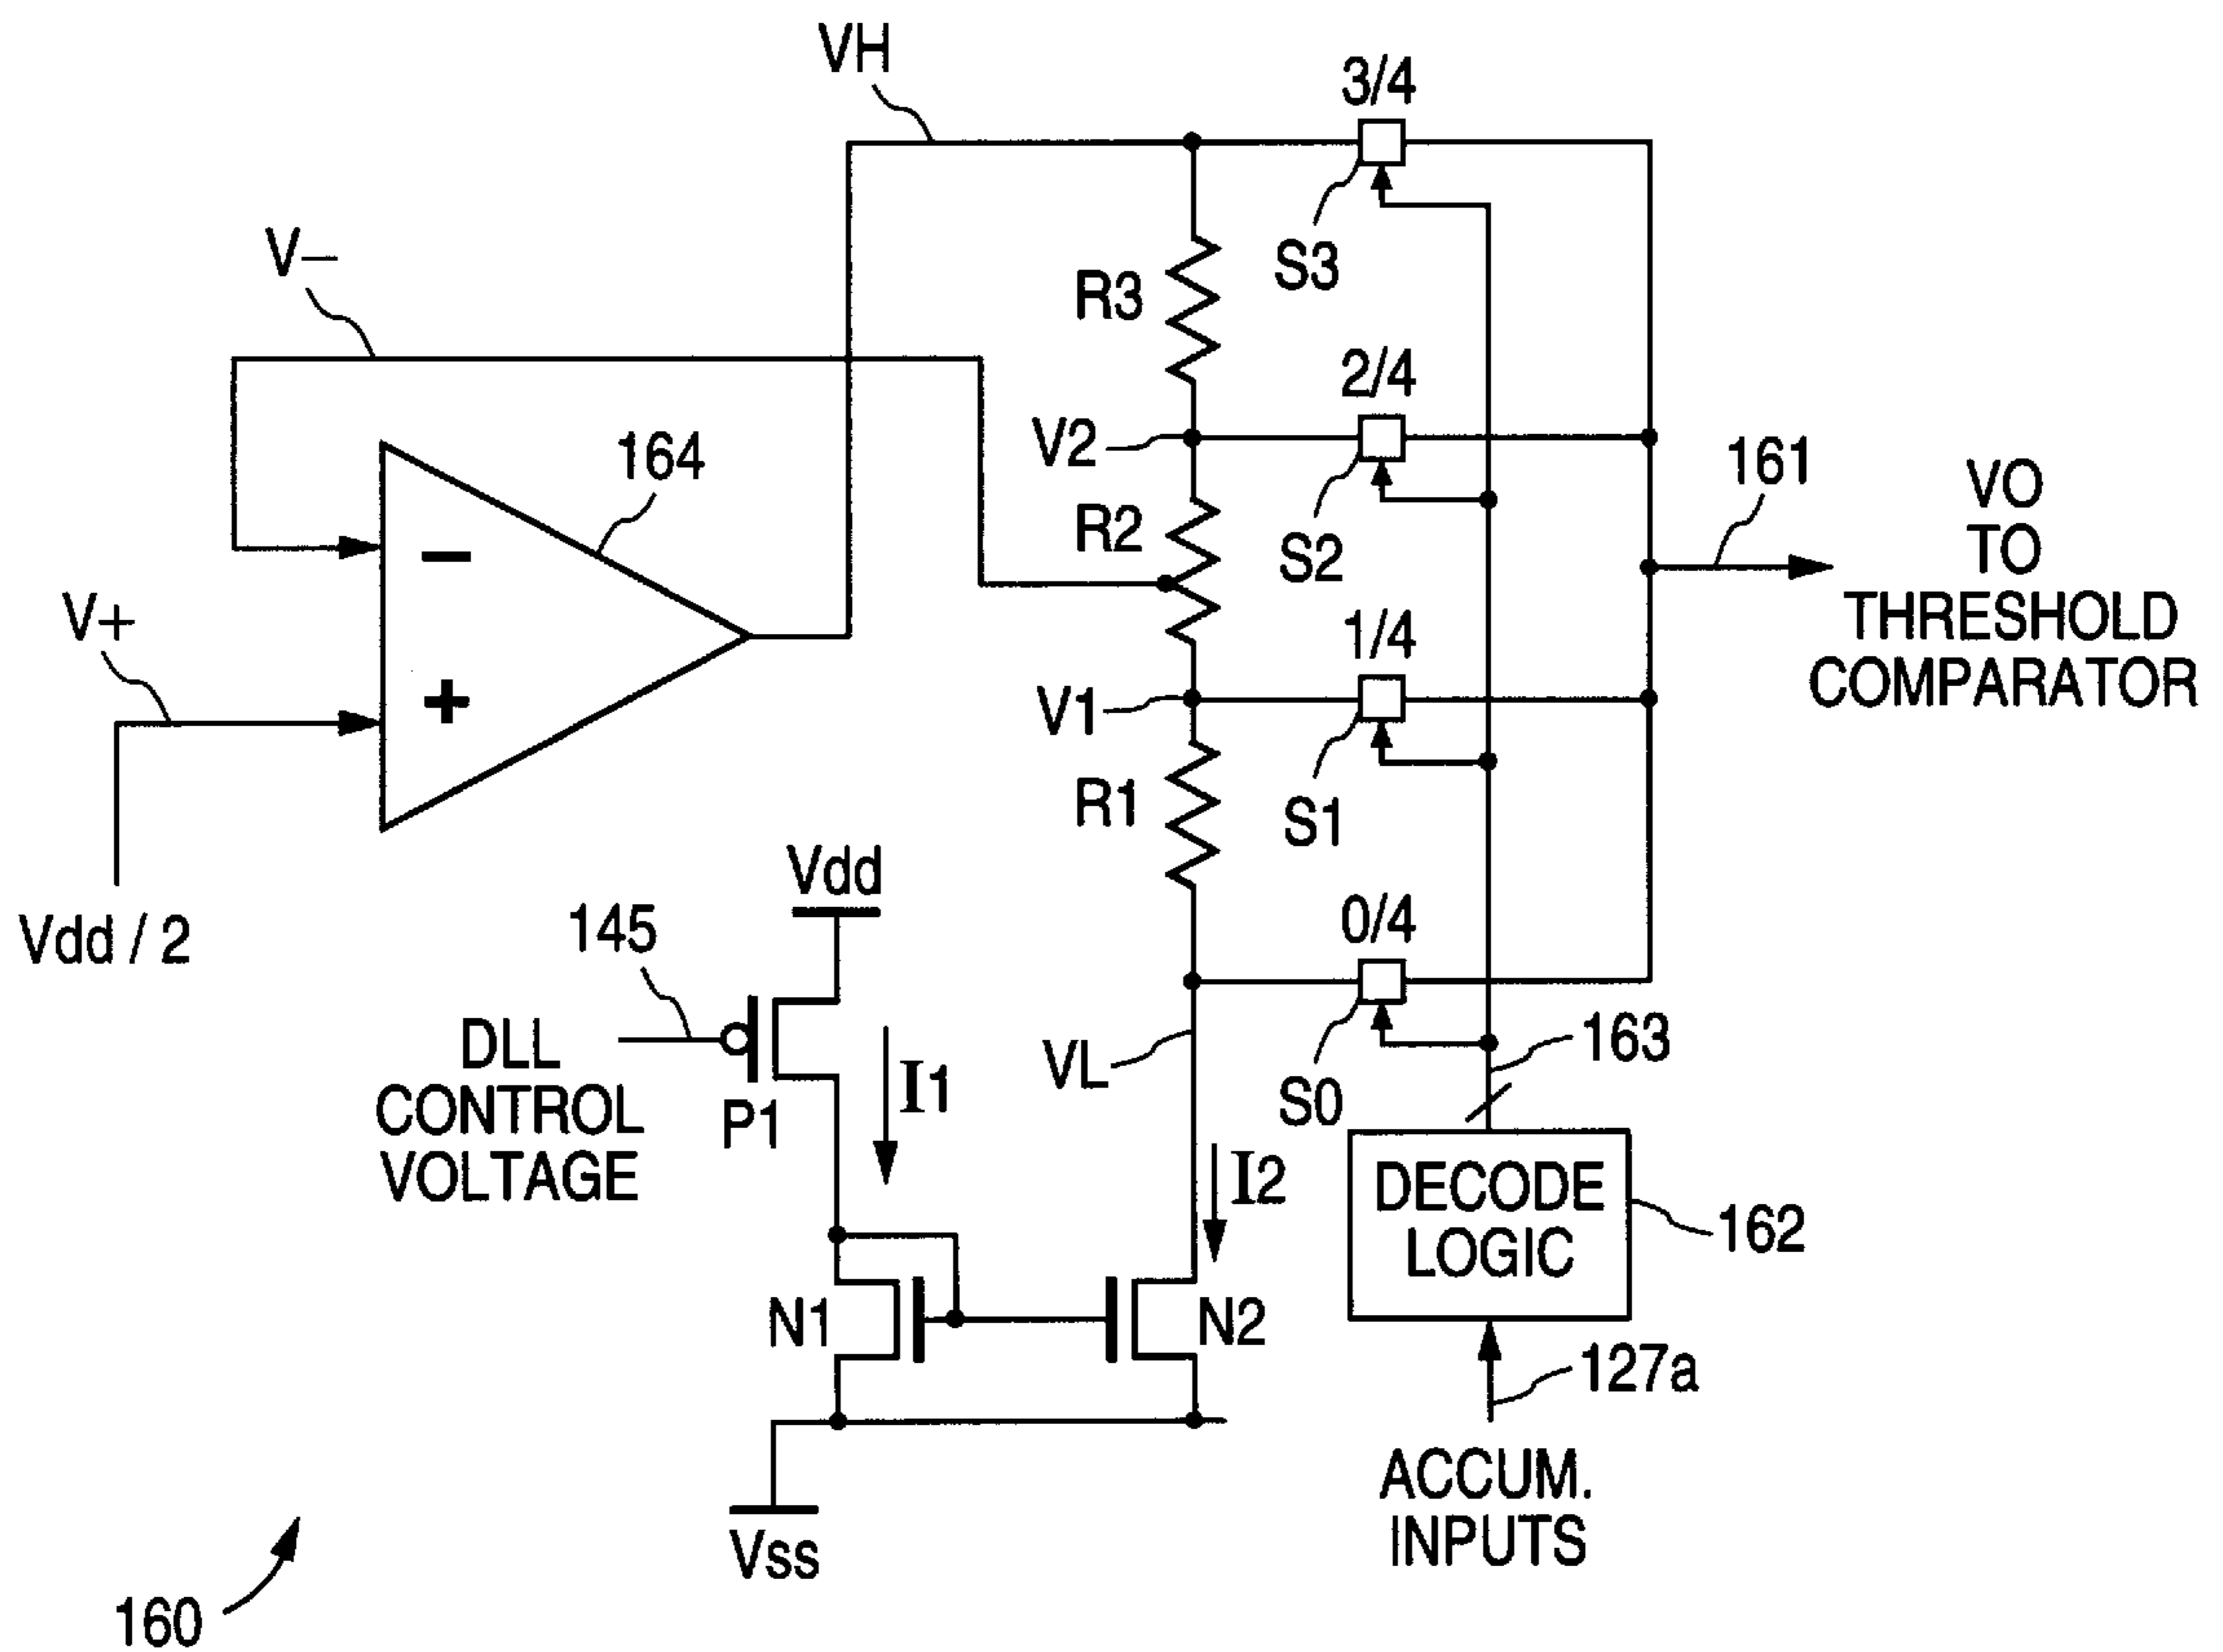 VH
3/4
V–
S3
R3
2/4
V2
164
161
VO
TO
THRESHOLD
COMPARATOR
R2
S2
V+
1/4
V1
R1
S1
Vdd
Vdd / 2
145
0/4
DLL
CONTROL
VOLTAGE
P1
I1
VL
S0
163
I2
DECODE
LOGIC
162
N1
N2
127a
ACCUM.
INPUTS
Vss
160
−
+